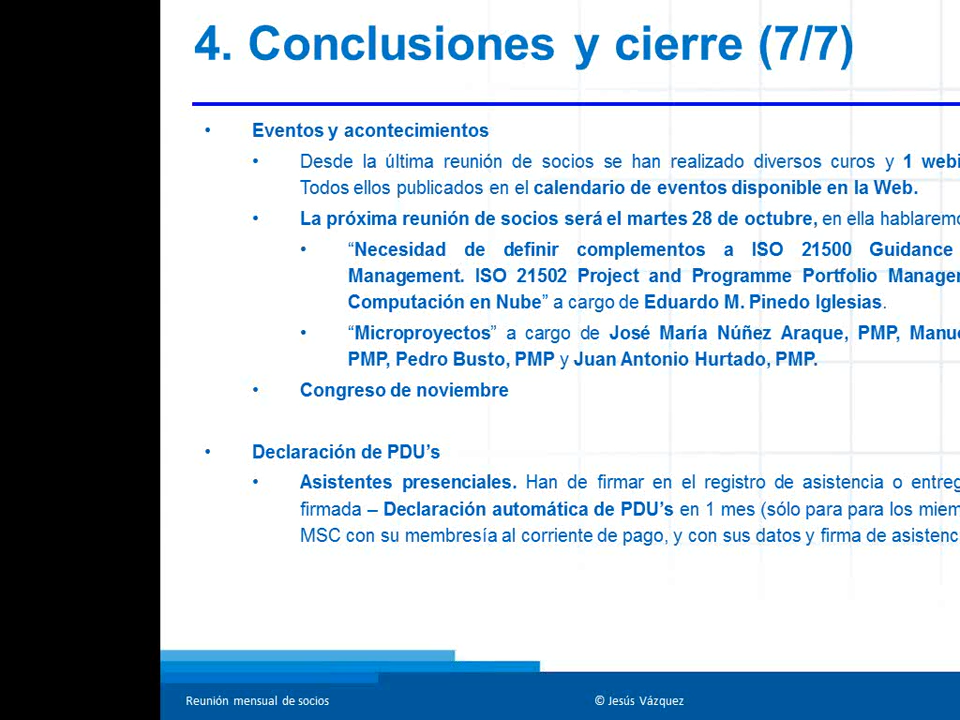 4. Conclusiones y cierre (7/7)
• Eventos y acontecimientos
• Desde la última reunión de socios se han realizado diversos curos y 1 webi
Todos ellos publicados en el calendario de eventos disponible en la Web.
• La próxima reunión de socios será el martes 28 de octubre, en ella hablaremo
• “Necesidad de definir complementos a ISO 21500 Guidance
Management. ISO 21502 Project and Programme Portfolio Manage
Computación en Nube” a cargo de Eduardo M. Pinedo Iglesias.
• “Microproyectos” a cargo de José María Núñez Araque, PMP, Manu
PMP, Pedro Busto, PMP y Juan Antonio Hurtado, PMP.
• Congreso de noviembre
• Declaración de PDU’s
• Asistentes presenciales. Han de firmar en el registro de asistencia o entreg
firmada – Declaración automática de PDU’s en 1 mes (sólo para para los miem
MSC con su membresía al corriente de pago, y con sus datos y firma de asistenc
Reunión mensual de socios
© Jesús Vázquez